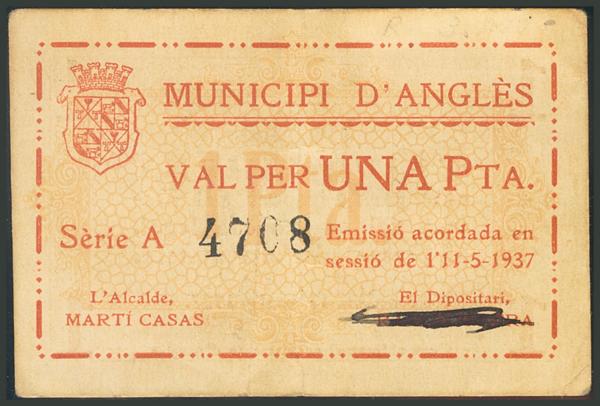 MUNICIPI D'ANGLÈS
VAL PER UNA PTA.
Sèrie A 4708
Emissió acordada en
sessió de l'11-5-1937
L'Alcalde,
MARTÍ CASAS
El Dipositari,